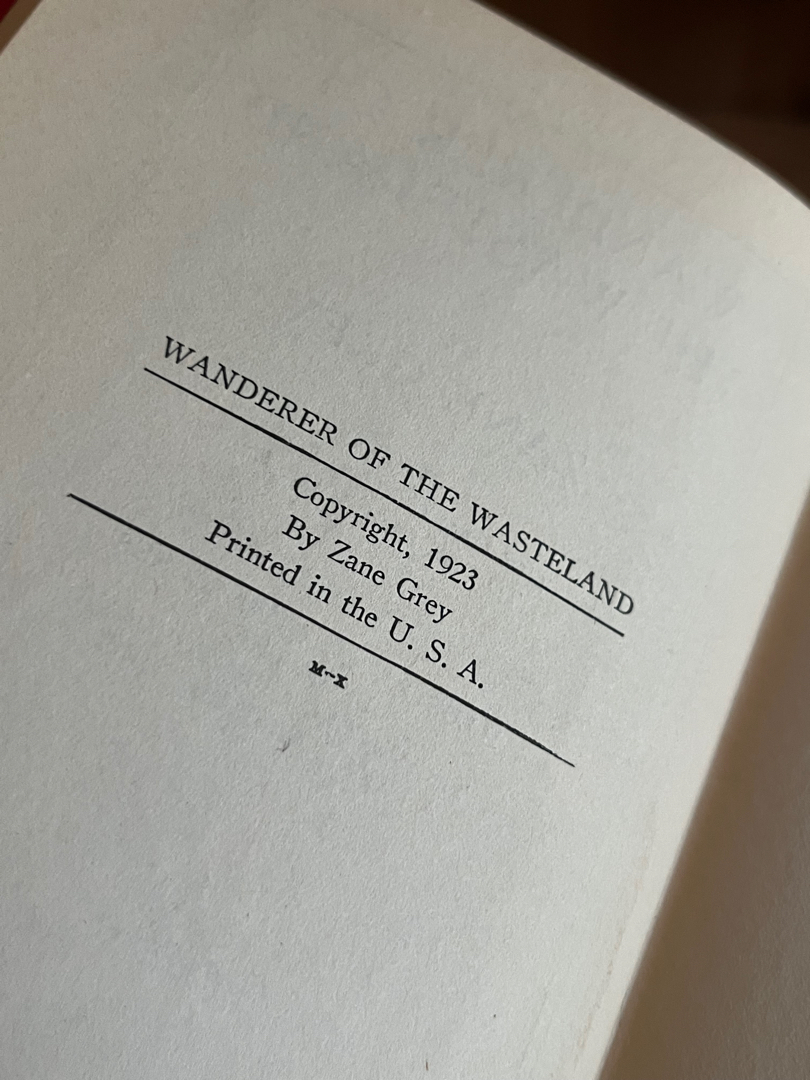 WANDERER OF THE WASTELAND
Copyright, 1923
By Zane Grey
Printed in the U. S. A.
M-X